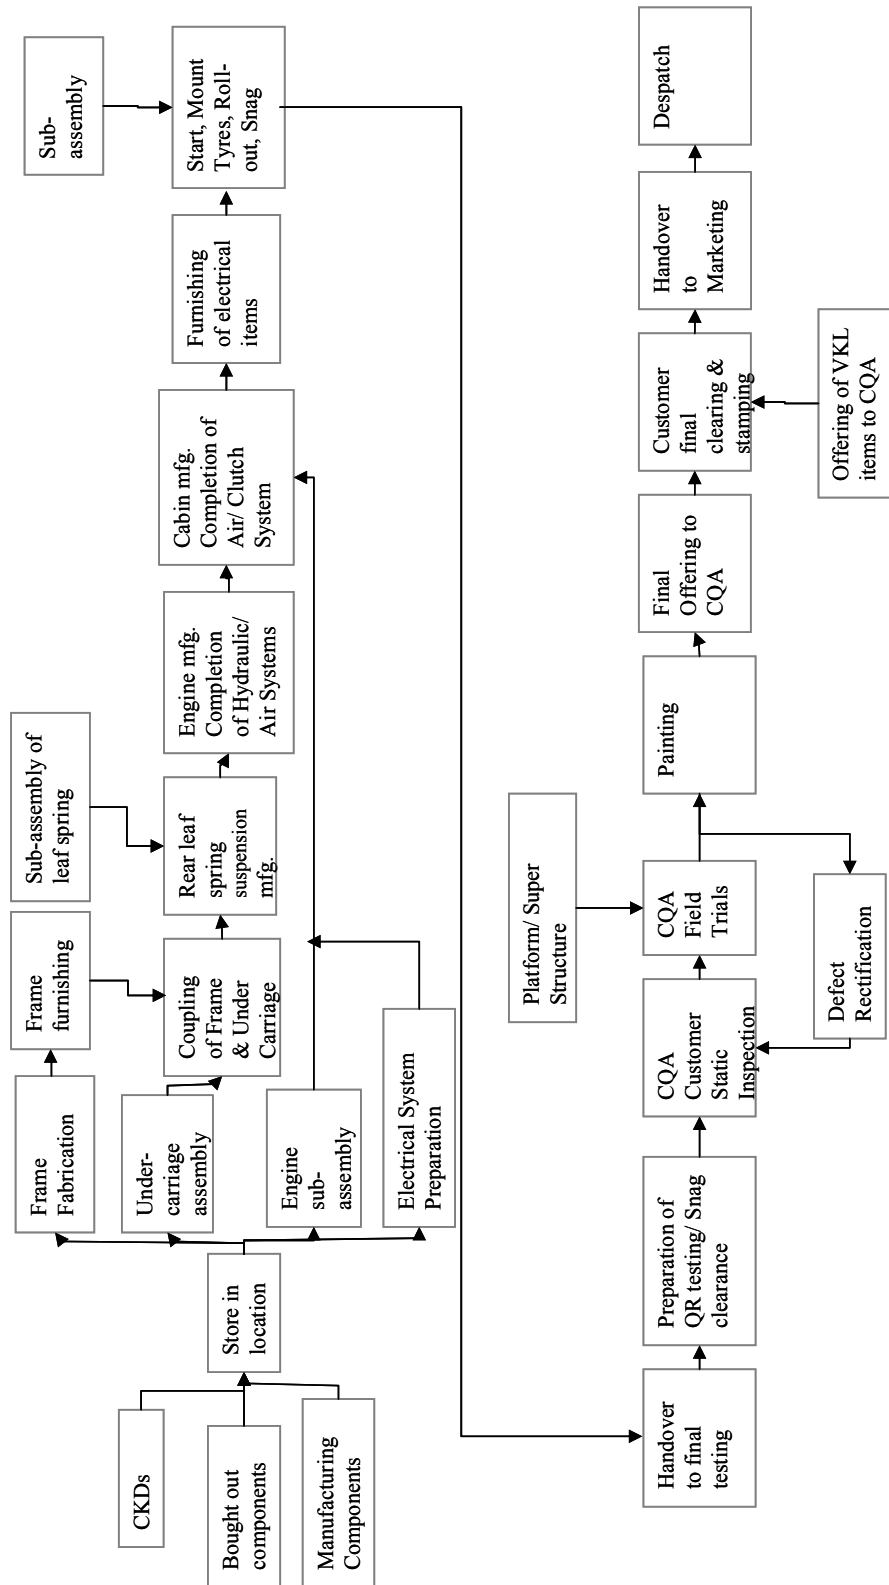 CKDs
Bought out
components
Manufacturing
Components
Store in
location
Frame
Fabrication
Under-
carriage
assembly
Engine
sub-
assembly
Electrical System
Preparation
Frame
furnishing
Coupling
of Frame
& Under
Carriage
Sub-assembly of
leaf spring
Rear leaf
spring
suspension
mfg.
Engine mfg.
Completion
of Hydraulic/
Air Systems
Cabin mfg.
Completion of
Air/ Clutch
System
Furnishing
of electrical
items
Sub-
assembly
Start, Mount
Tyres, Roll-
out, Snag
Handover
to final
testing
Preparation of
QR testing/ Snag
clearance
CQA
Customer
Static
Inspection
Platform/ Super
Structure
CQA
Field
Trials
Defect
Rectification
Painting
Final
Offering to
CQA
Customer
final
clearing &
stamping
Offering of VKL
items to CQA
Handover
to
Marketing
Despatch